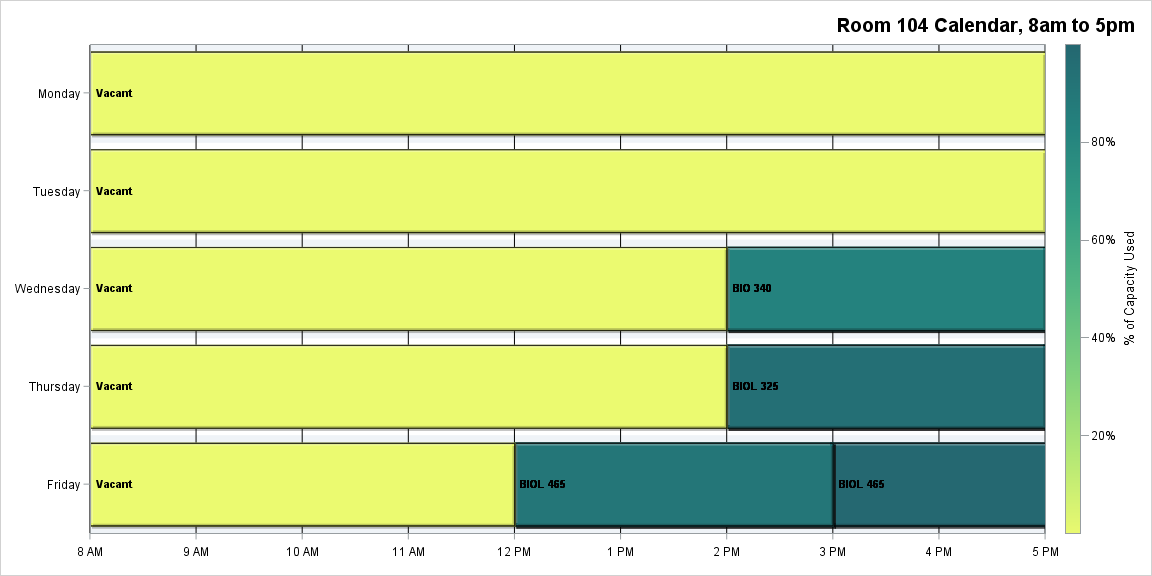 Room 104 Calendar, 8am to 5pm
Monday
Vacant
80%
Tuesday
Vacant
60%
Wednesday
Vacant
BIO 340
% of Capacity Used
40%
Thursday
Vacant
BIOL 325
20%
Friday
Vacant
BIOL 465
BIOL 465
8 AM 9 AM 10 AM 11 AM 12 PM 1 PM 2 PM 3 PM 4 PM 5 PM